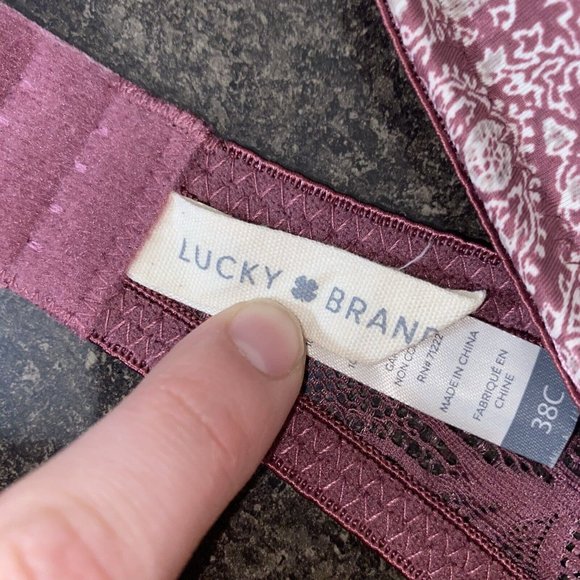 LUCKY BRAND
NON CO
RN# 71222
MADE IN CHINA
FABRIQUÉ EN
CHINE
38C